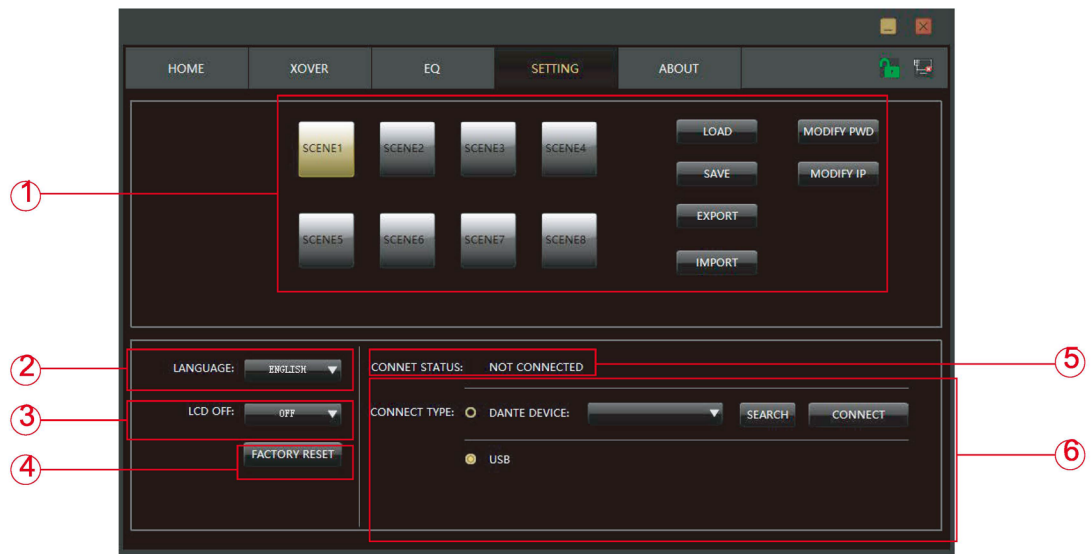 HOME XOVER EQ SETTING ABOUT
SCENE1 SCENE2 SCENE3 SCENE4 LOAD MODIFY PWD
SAVE MODIFY IP
1
SCENE5 SCENE6 SCENE7 SCENE8 EXPORT
IMPORT
2 LANGUAGE: ENGLISH CONNET STATUS: NOT CONNECTED 5
3 LCD OFF: OFF CONNECT TYPE: DANTE DEVICE: SEARCH CONNECT
4 FACTORY RESET USB 6